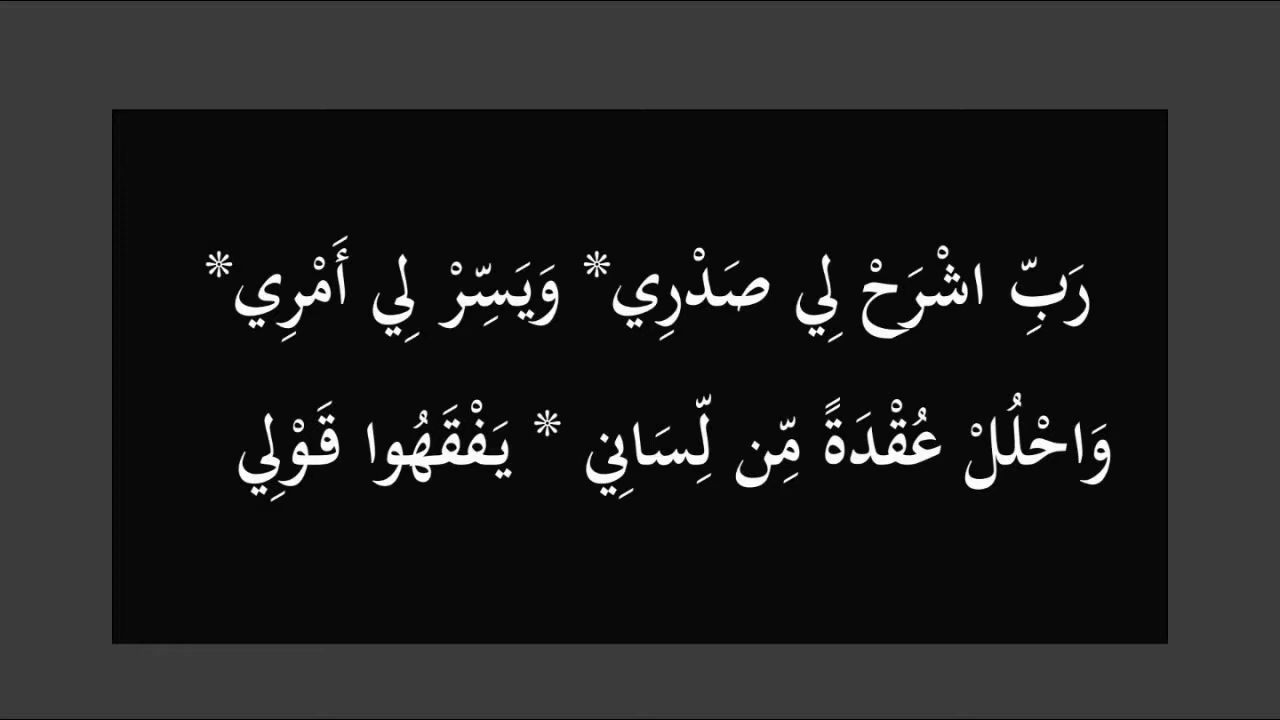 رَبِّ اشْرَحْ لِي صَدْرِي* وَيَسِّرْ لِي أَمْرِي*
وَاحْلُلْ عُقْدَةً مِّن لِّسَانِي * يَفْقَهُوا قَوْلِي